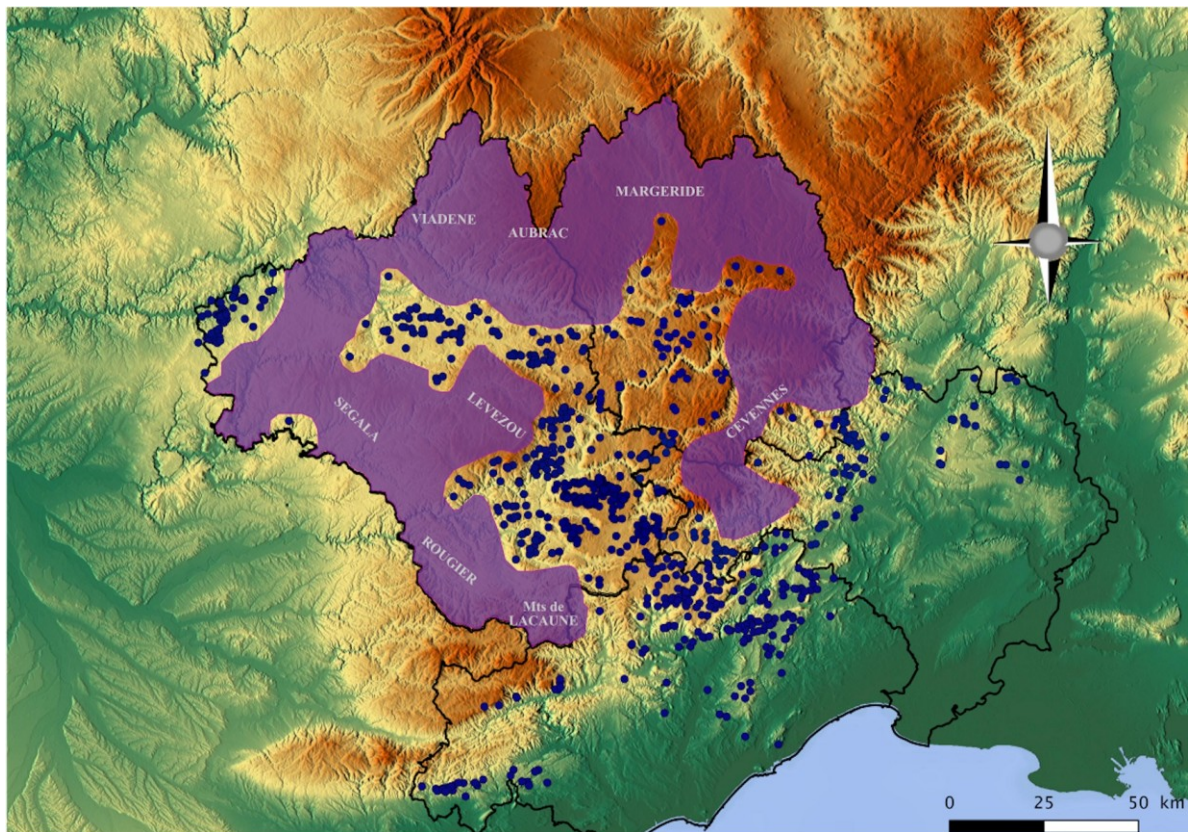 MARGERIDE
VIADENE
AUBRAC
SEGALA
LEVEZOU
CEVENNES
ROUGIER
Mts de
LACAUNE
0 25 50 km